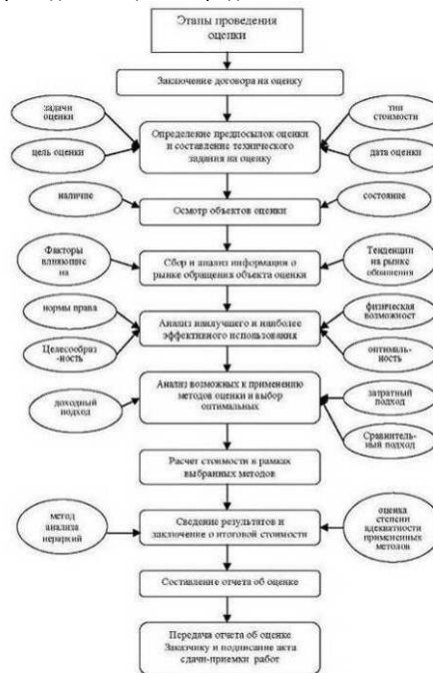 Этапы проведения
оценки
Заключение договора на оценку
задачи
оценки
тип
стоимости
Определение предпосылок оценки
и составление технического
задания на оценку
цель оценки
дата оценки
наличие
состояние
Осмотр объектов оценки
Факторы
влияющие
на
Тенденции
на рынке
Сбор и анализ информации о
рынке обращения объекта оценки
нормы права
физическая
возможност
Анализ наилучшего и наиболее
эффективного использования
Целесообраз
-ность
оптималь-
ность
Анализ возможных к применению
методов оценки и выбор
оптимальных
доходный
подход
затратный
подход
Сравнитель-
ный подход
Расчет стоимости в рамках
выбранных методов
метод
анализа
иерархий
Сведение результатов и
заключение о итоговой стоимости
оценка
степени
адекватности
примененных
методов
Составление отчета об оценке
Передача отчета об оценке
Заказчику и подписание акта
сдачи-приемки работ